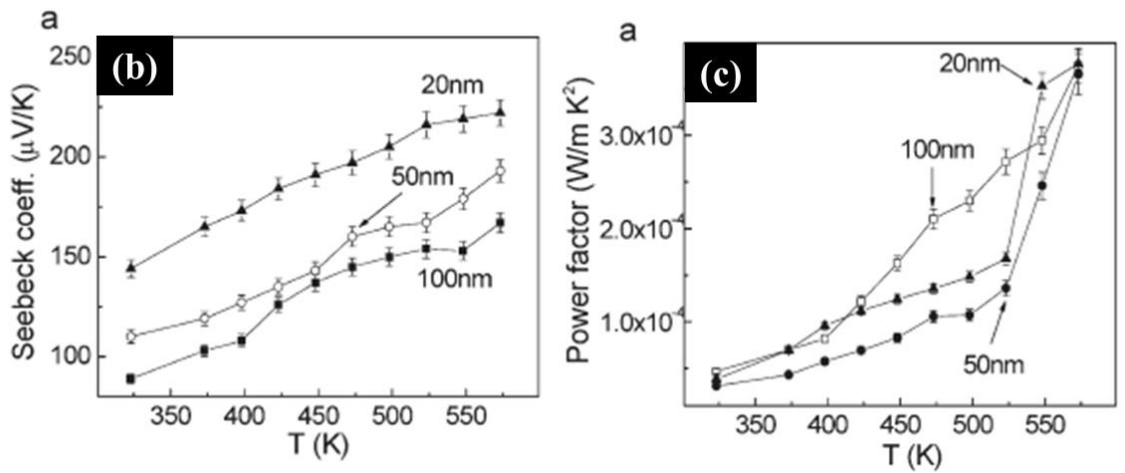 a
(b)
Seebeck coeff. (μV/K)
250
200
150
100
20nm
50nm
100nm
350 400 450 500 550
T (K)
a
(c)
Power factor (W/m K²)
3.0x10⁻⁴
2.0x10⁻⁴
1.0x10⁻⁴
20nm
100nm
50nm
350 400 450 500 550
T (K)